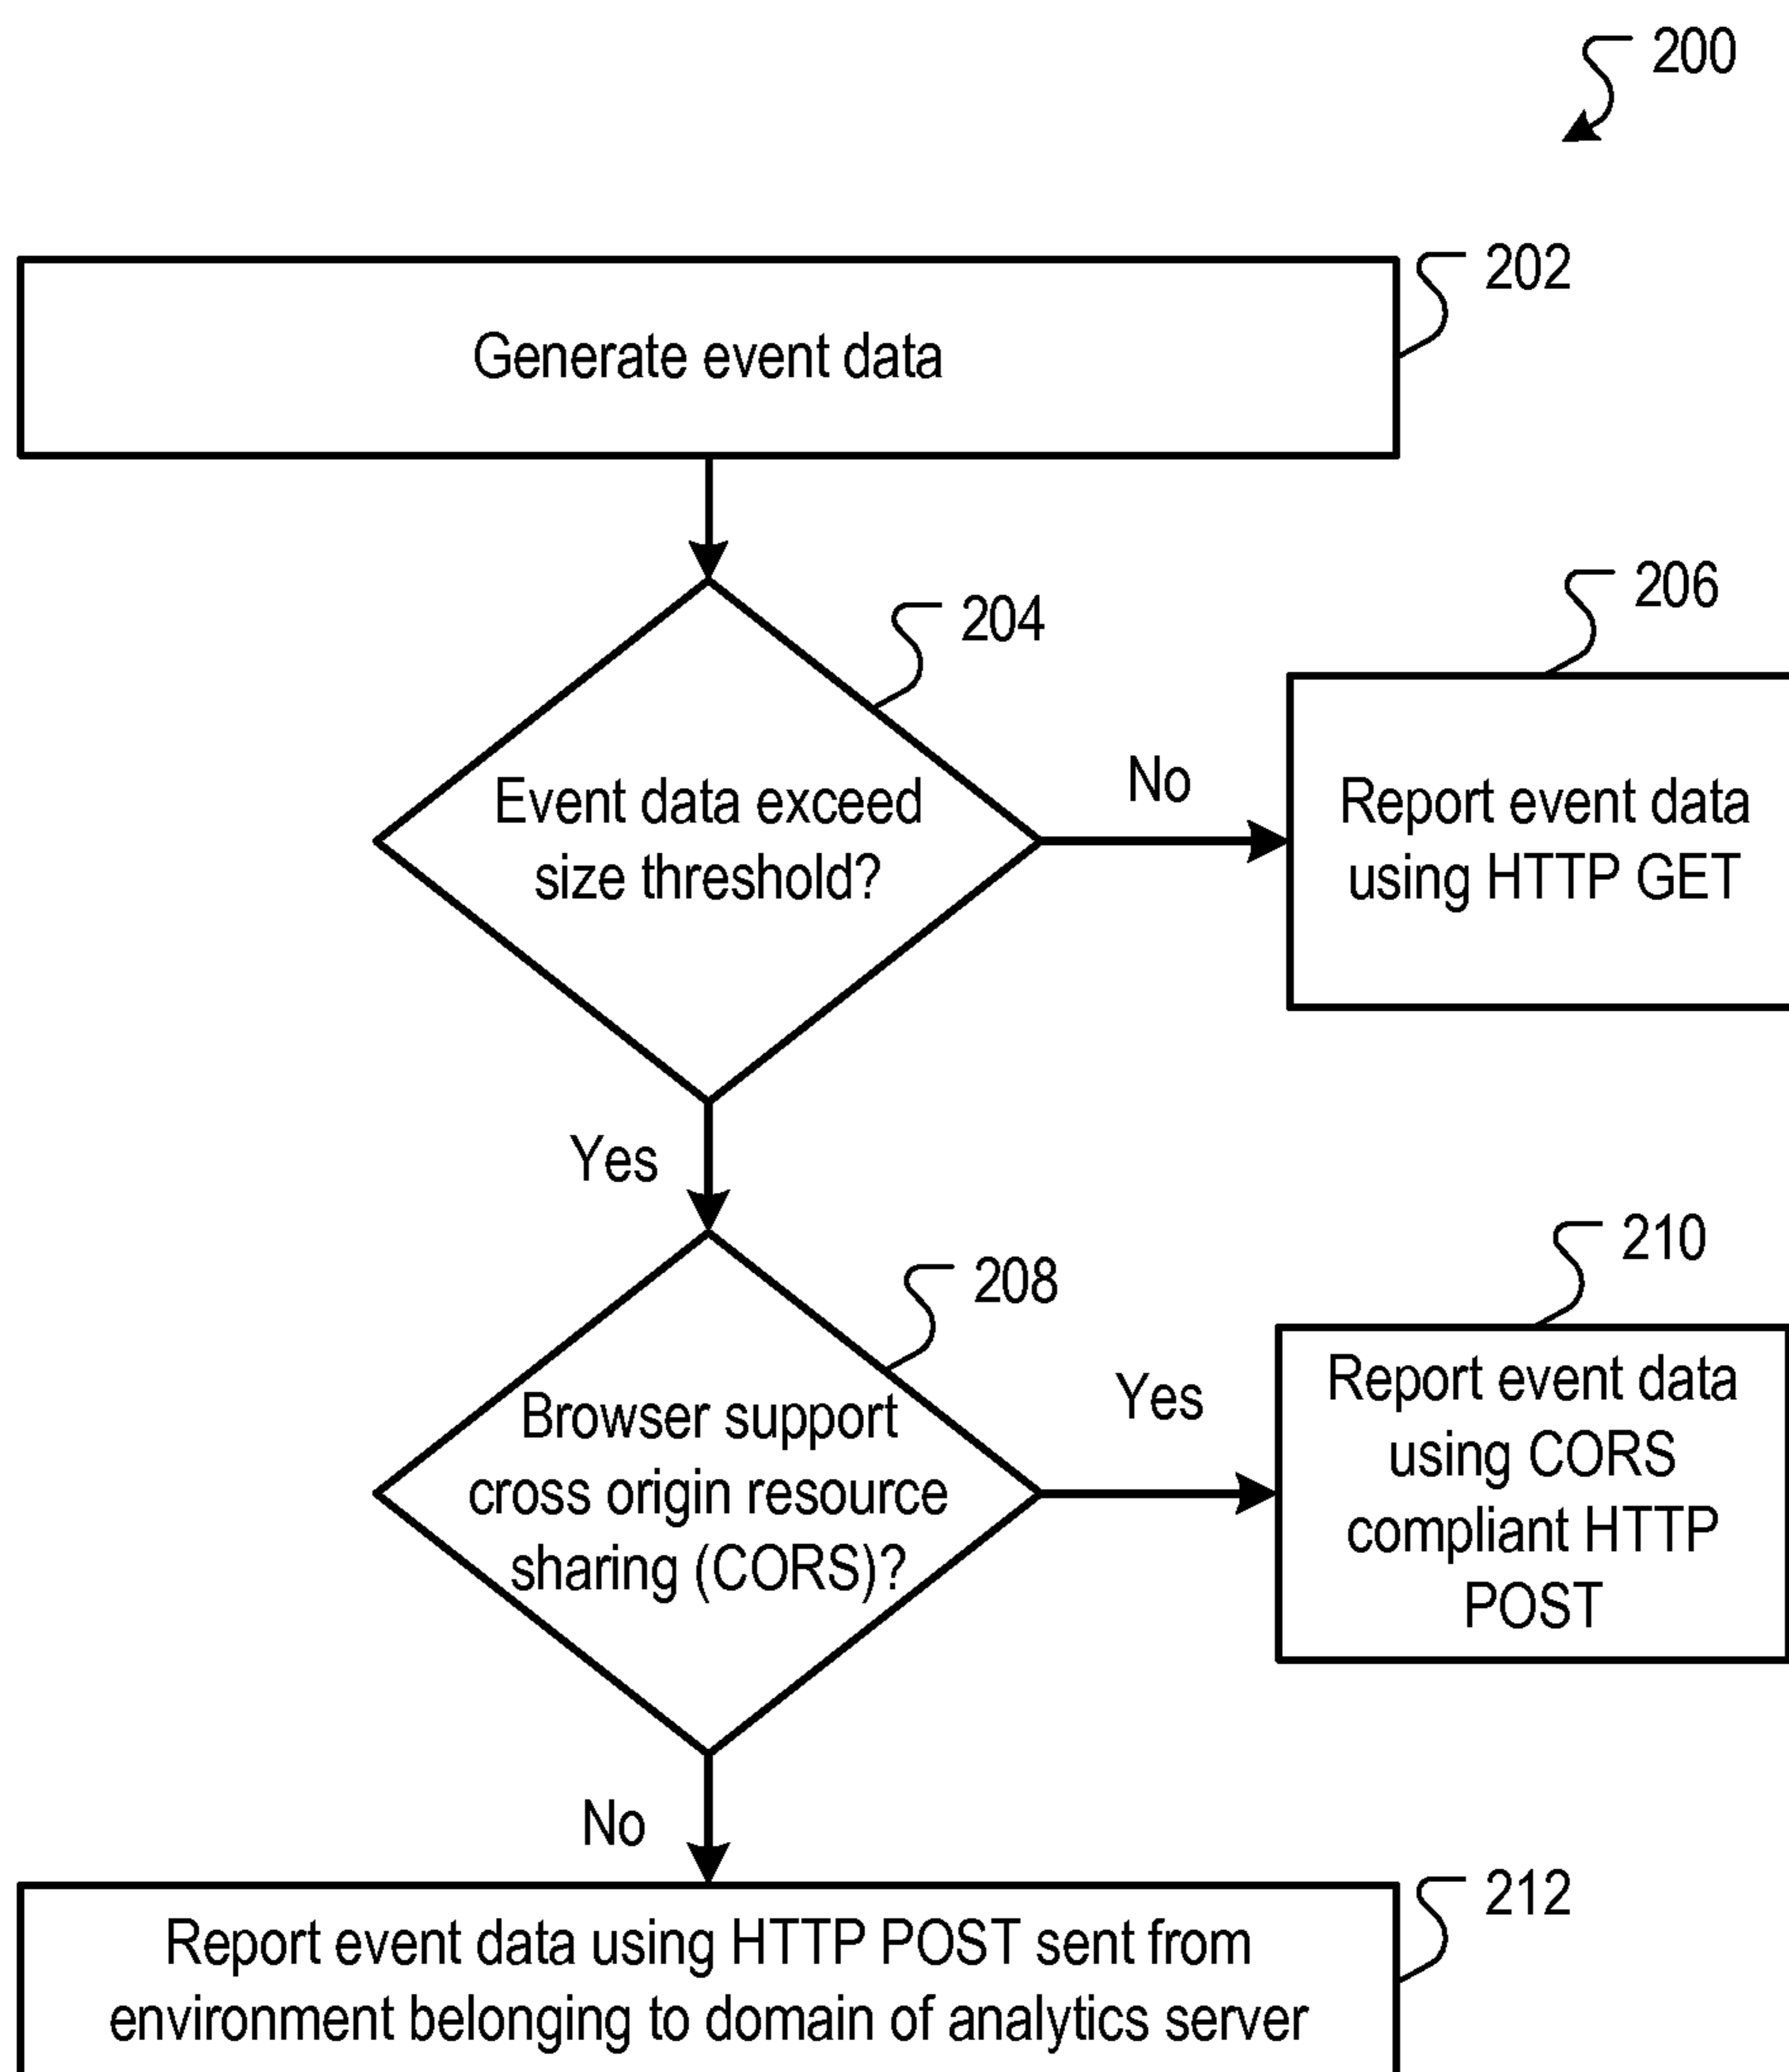 200
202
Generate event data
204
206
Event data exceed
size threshold?
No
Report event data
using HTTP GET
Yes
208
210
Browser support
cross origin resource
sharing (CORS)?
Yes
Report event data
using CORS
compliant HTTP
POST
No
212
Report event data using HTTP POST sent from
environment belonging to domain of analytics server